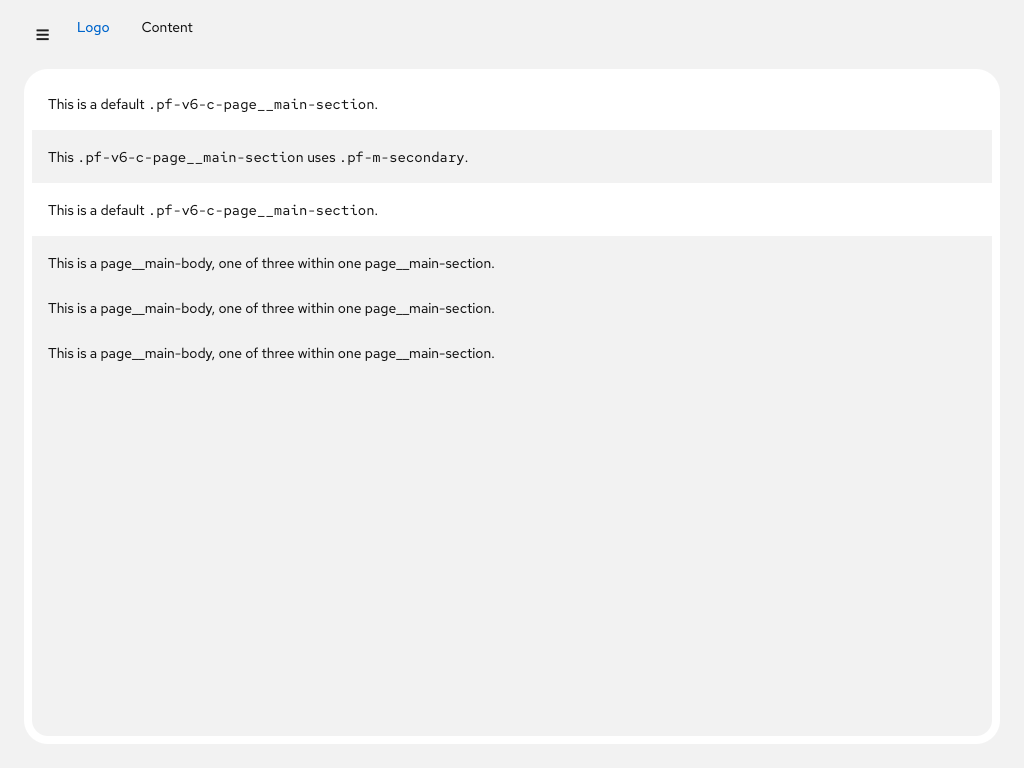 Logo Content
This is a default .pf-v6-c-page__main-section.
This .pf-v6-c-page__main-section uses .pf-m-secondary.
This is a default .pf-v6-c-page__main-section.
This is a page__main-body, one of three within one page__main-section.
This is a page__main-body, one of three within one page__main-section.
This is a page__main-body, one of three within one page__main-section.